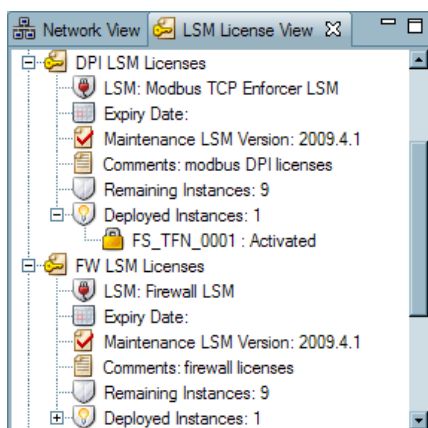 Network View LSM License View
DPI LSM Licenses
LSM: Modbus TCP Enforcer LSM
Expiry Date:
Maintenance LSM Version: 2009.4.1
Comments: modbus DPI licenses
Remaining Instances: 9
Deployed Instances: 1
FS_TFN_0001 : Activated
FW LSM Licenses
LSM: Firewall LSM
Expiry Date:
Maintenance LSM Version: 2009.4.1
Comments: firewall licenses
Remaining Instances: 9
Deployed Instances: 1